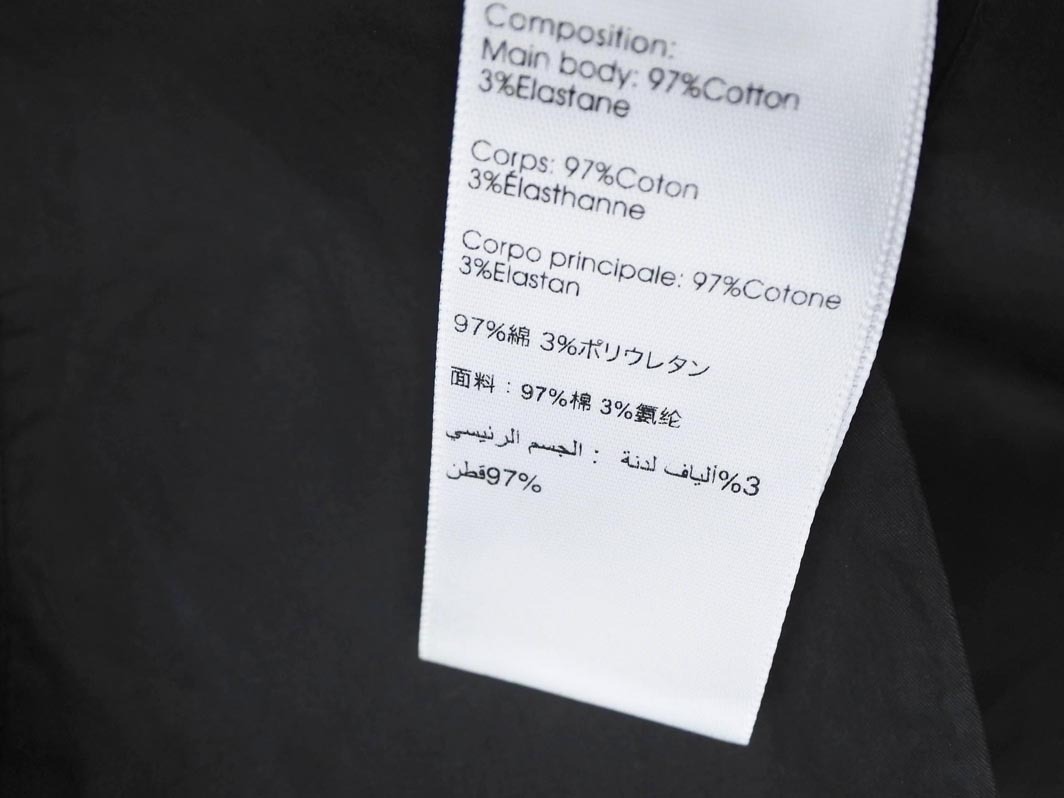 Composition:
Main body: 97%Cotton
3%Elastane
Corps: 97%Coton
3%Élasthanne
Corpo principale: 97%Cotone
3%Elastan
97%綿 3%ポリウレタン
面料：97%棉 3%氨纶
الجسم الرئيسي : ألياف لدنة%3
97%قطن